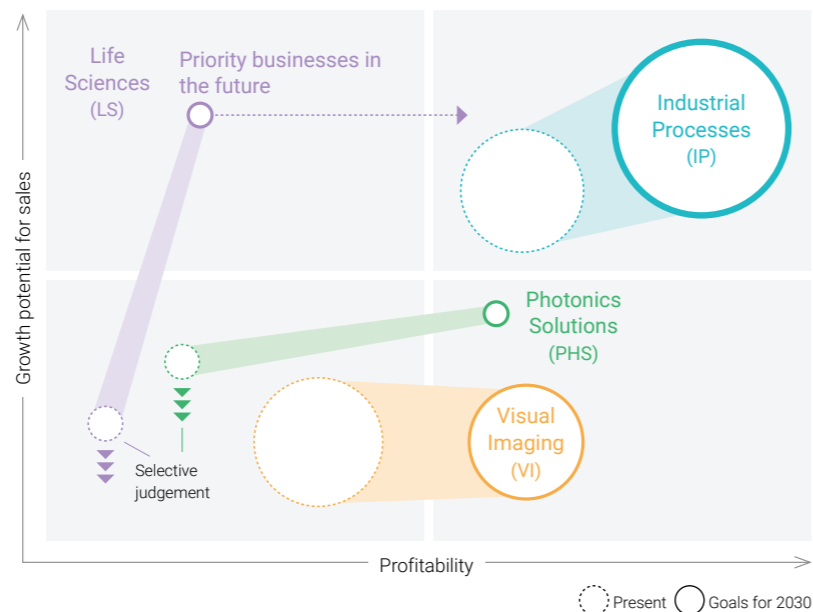 Life
Sciences
(LS)
Priority businesses in
the future
Industrial
Processes
(IP)
Growth potential for sales
Photonics
Solutions
(PHS)
Visual
Imaging
(VI)
Selective
judgement
Profitability
Present
Goals for 2030